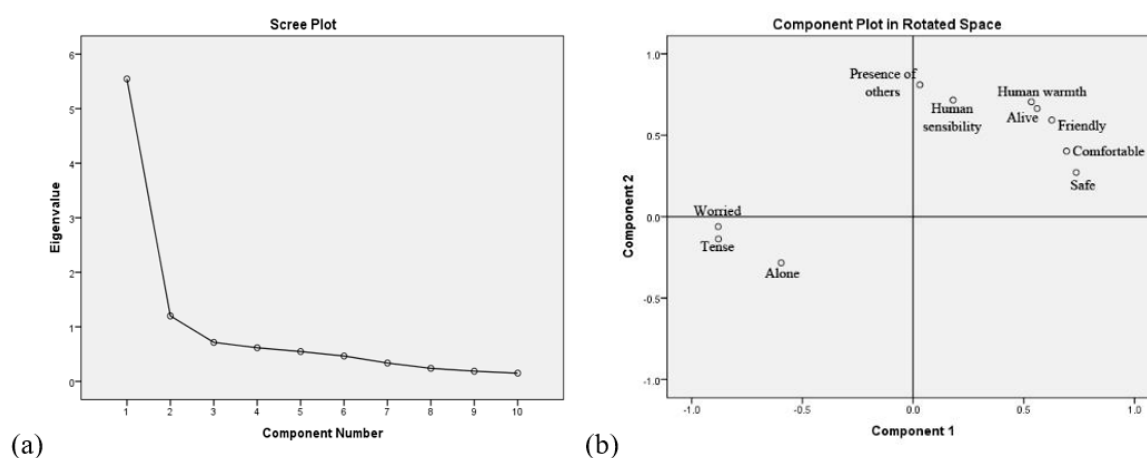 Scree Plot
6
5
4
3
2
1
0
Eigenvalue
1 2 3 4 5 6 7 8 9 10
Component Number
(a)
Component Plot in Rotated Space
1.0
0.5
0.0
-0.5
-1.0
Component 2
Presence of
others
Human
sensibility
Human warmth
Alive
Friendly
Comfortable
Safe
Worried
Tense
Alone
-1.0 -0.5 0.0 0.5 1.0
Component 1
(b)